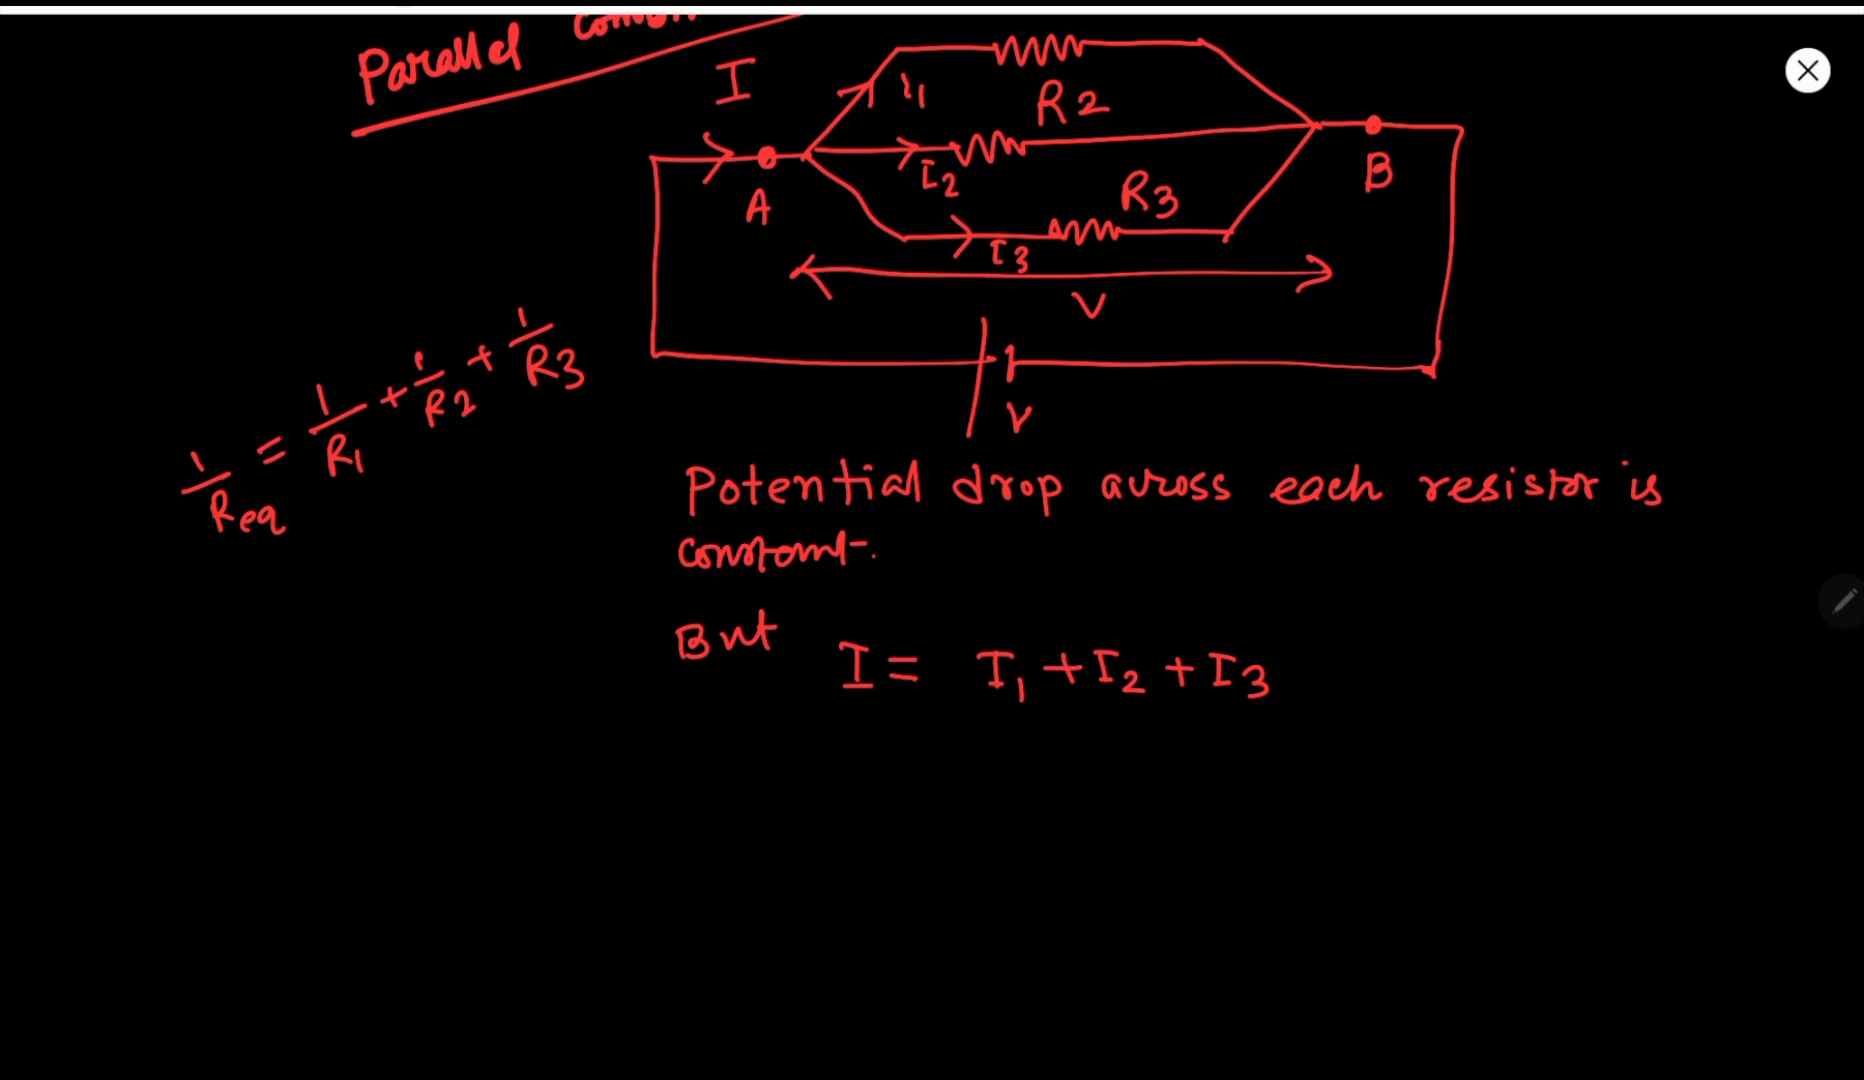 Parallel
I
I1
R2
A
I2
B
R3
I3
V
V
1/Req = 1/R1 + 1/R2 + 1/R3
Potential drop across each resistor is
constant.
But I = I1 + I2 + I3